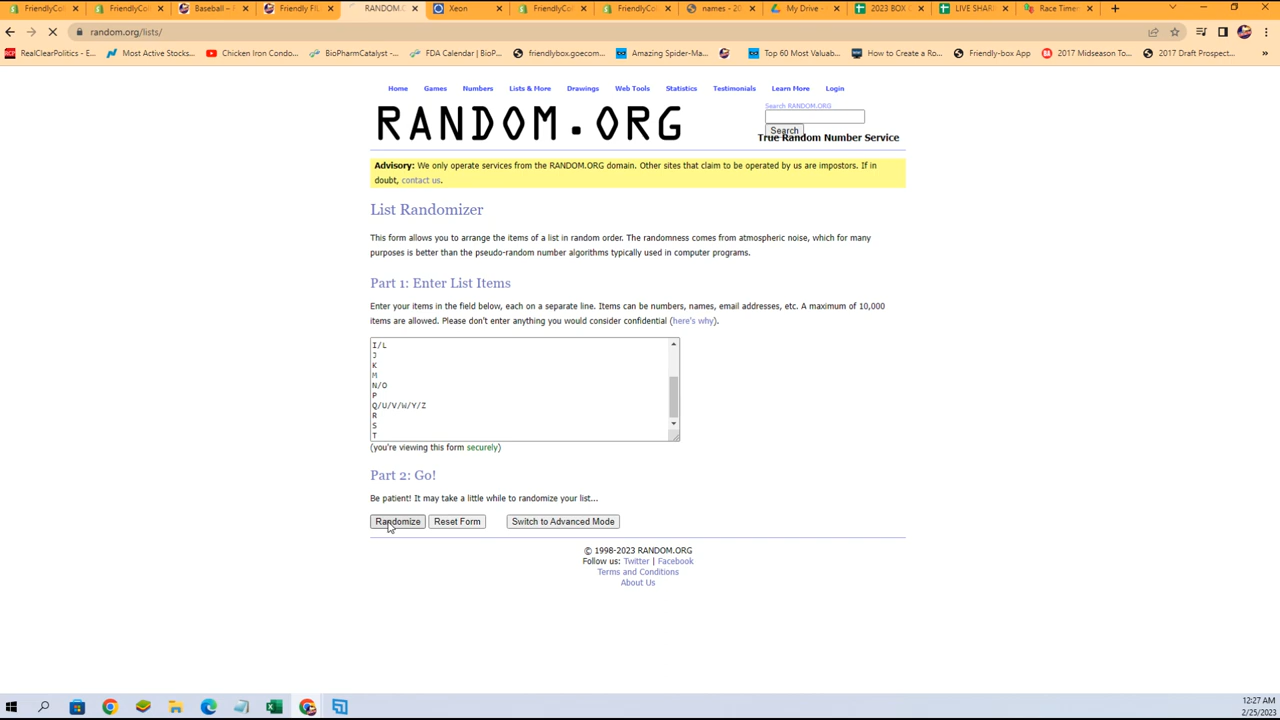 FriendlyCol
FriendlyCol
Baseball –
Friendly FIL
RANDOM.O
Xeon
FriendlyCo
FriendlyCol
names - 20
My Drive -
2023 BOX
LIVE SHAR
Race Timer
random.org/lists/
RealClearPolitics - E...
Most Active Stocks...
Chicken Iron Condo...
BioPharmCatalyst -...
FDA Calendar | BioP...
friendlybox.goecom...
Amazing Spider-Ma...
Top 60 Most Valuab...
How to Create a Ro...
Friendly-box App
2017 Midseason To...
2017 Draft Prospect...
Home Games Numbers Lists & More Drawings Web Tools Statistics Testimonials Learn More Login
RANDOM.ORG
Search RANDOM.ORG
Search
True Random Number Service
Advisory: We only operate services from the RANDOM.ORG domain. Other sites that claim to be operated by us are impostors. If in
doubt, contact us.
List Randomizer
This form allows you to arrange the items of a list in random order. The randomness comes from atmospheric noise, which for many
purposes is better than the pseudo-random number algorithms typically used in computer programs.
Part 1: Enter List Items
Enter your items in the field below, each on a separate line. Items can be numbers, names, email addresses, etc. A maximum of 10,000
items are allowed. Please don't enter anything you would consider confidential (here's why).
I/L
J
K
M
N/O
P
Q/U/V/W/Y/Z
R
S
T
(you're viewing this form securely)
Part 2: Go!
Be patient! It may take a little while to randomize your list...
Randomize
Reset Form
Switch to Advanced Mode
© 1998-2023 RANDOM.ORG
Follow us: Twitter | Facebook
Terms and Conditions
About Us
12:27 AM
2/25/2023